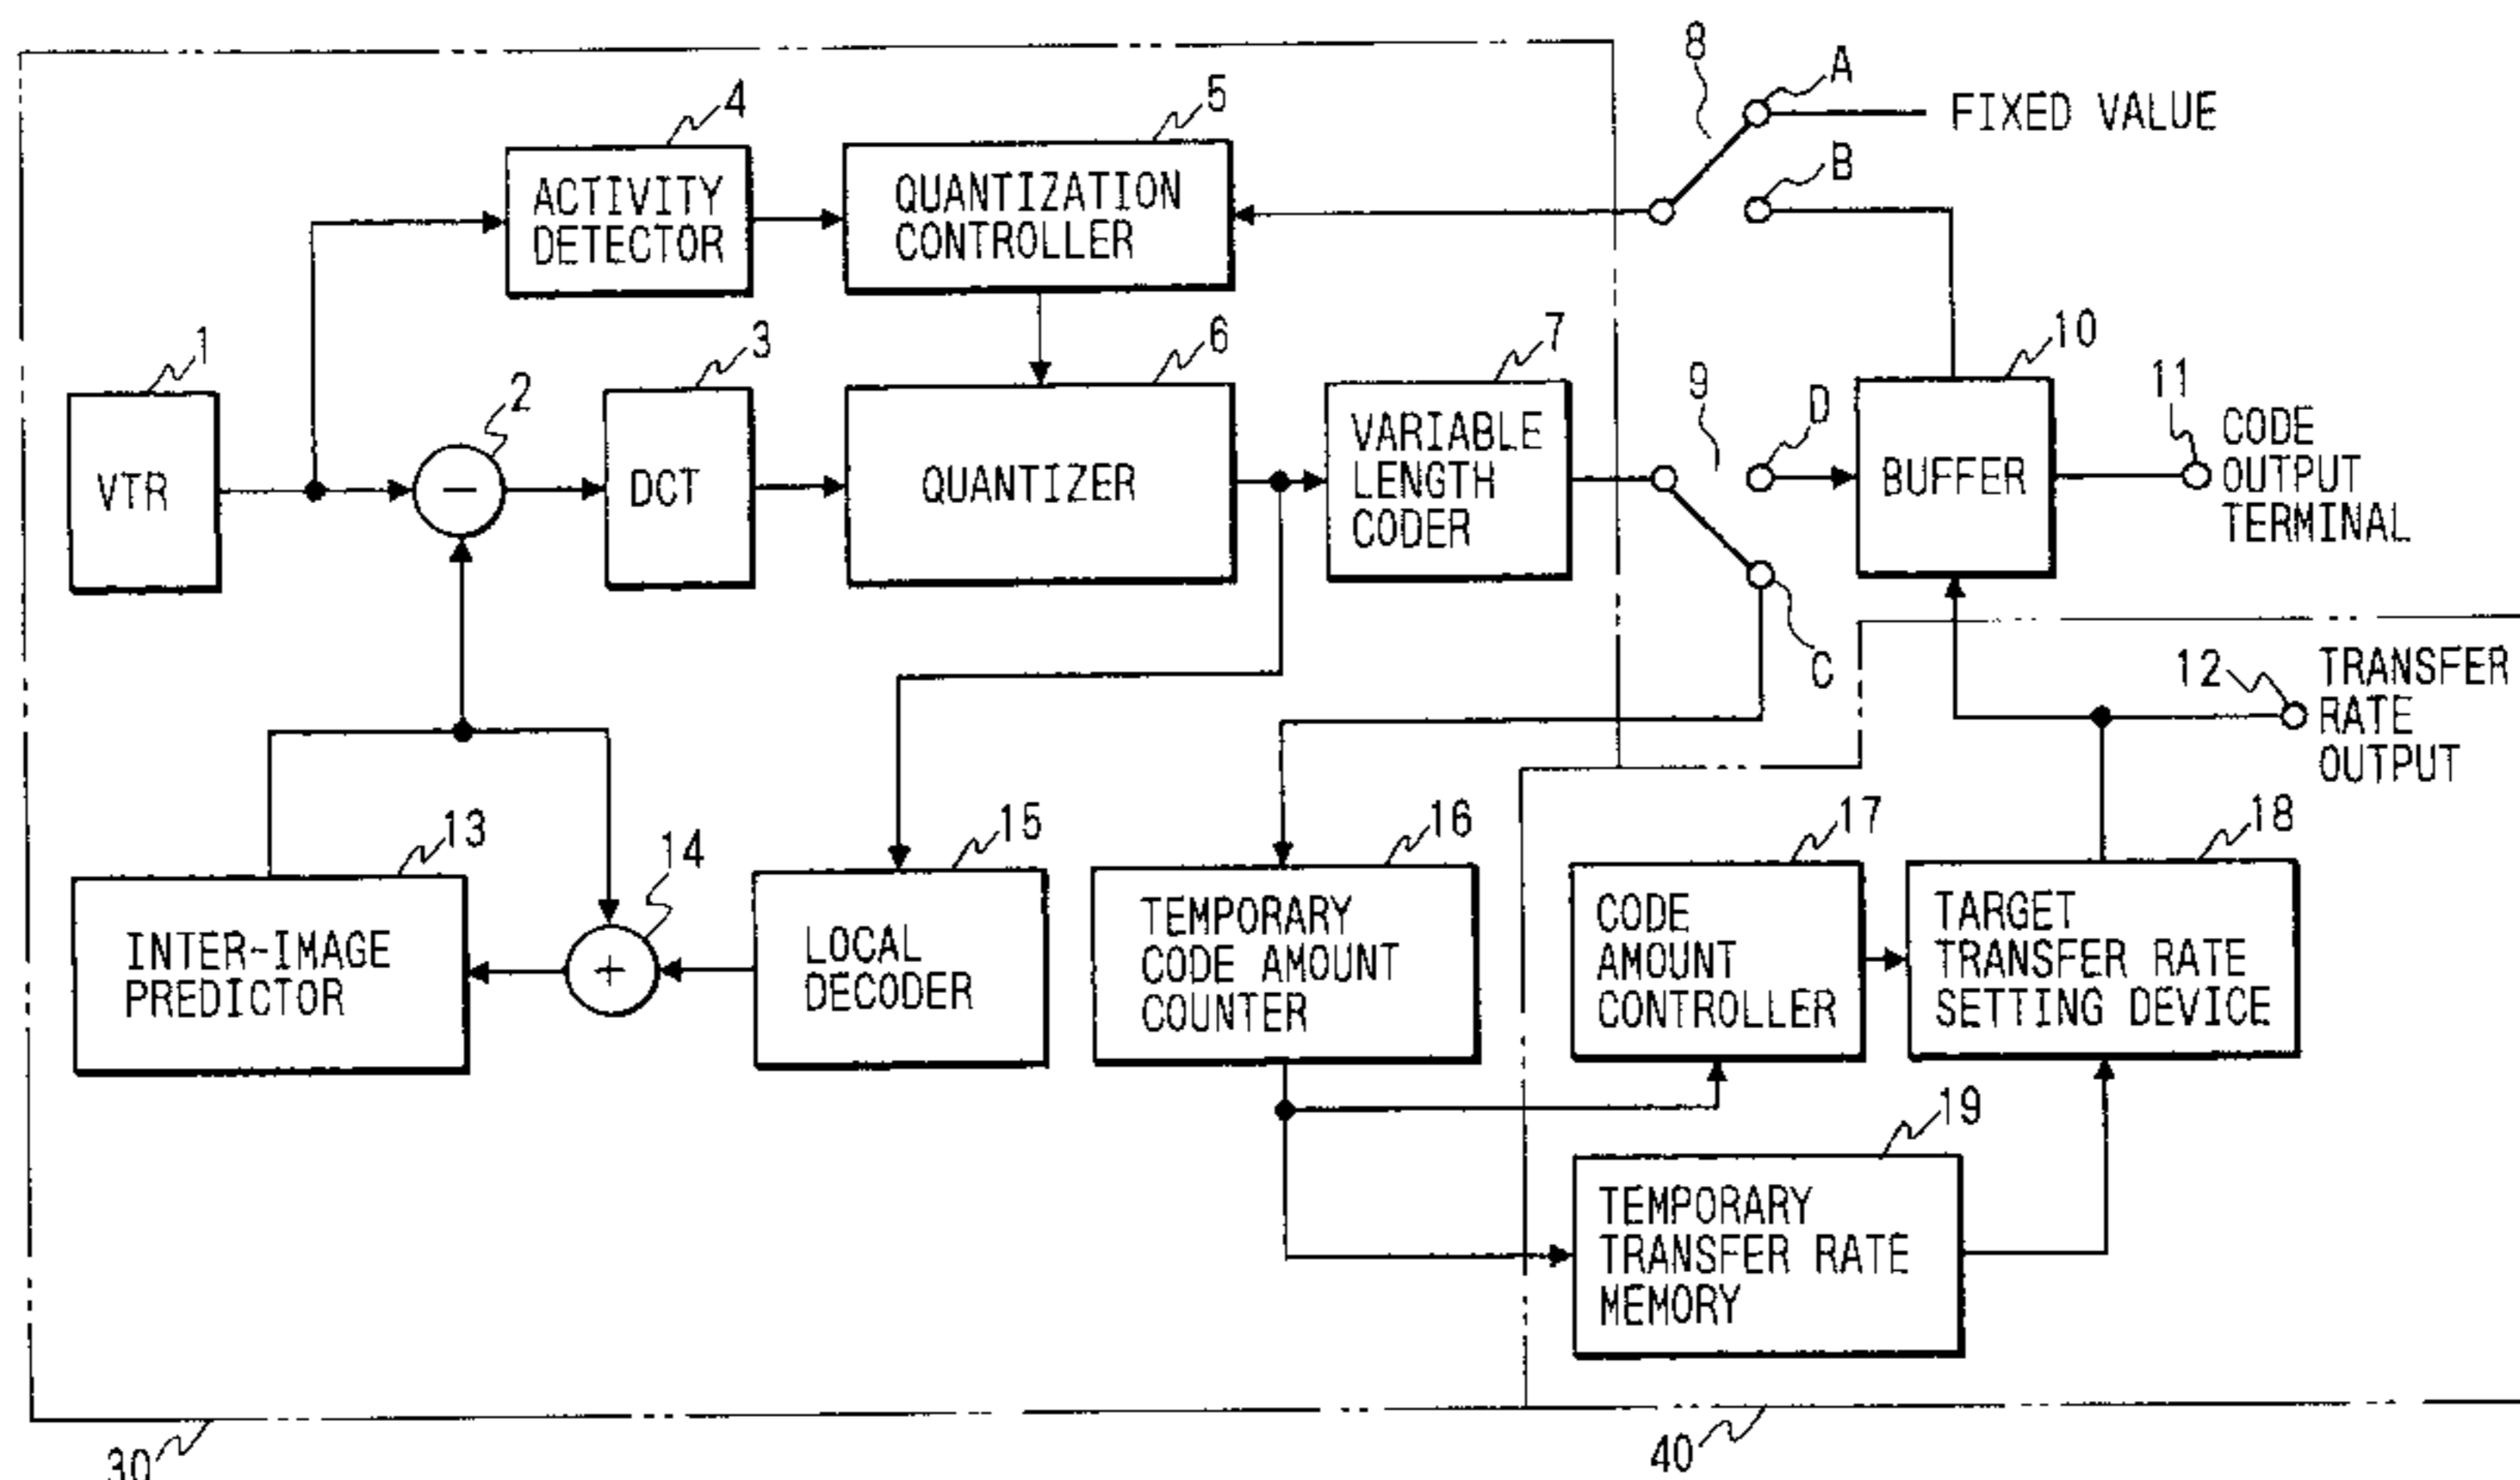 8
A
FIXED VALUE
4
5
B
ACTIVITY
DETECTOR
QUANTIZATION
CONTROLLER
1
2
3
6
7
9
D
10
11
VTR
−
DCT
QUANTIZER
VARIABLE
LENGTH
CODER
BUFFER
CODE
OUTPUT
TERMINAL
C
12
TRANSFER
RATE
OUTPUT
13
14
15
16
17
18
INTER-IMAGE
PREDICTOR
+
LOCAL
DECODER
TEMPORARY
CODE AMOUNT
COUNTER
CODE
AMOUNT
CONTROLLER
TARGET
TRANSFER RATE
SETTING DEVICE
19
TEMPORARY
TRANSFER RATE
MEMORY
30
40